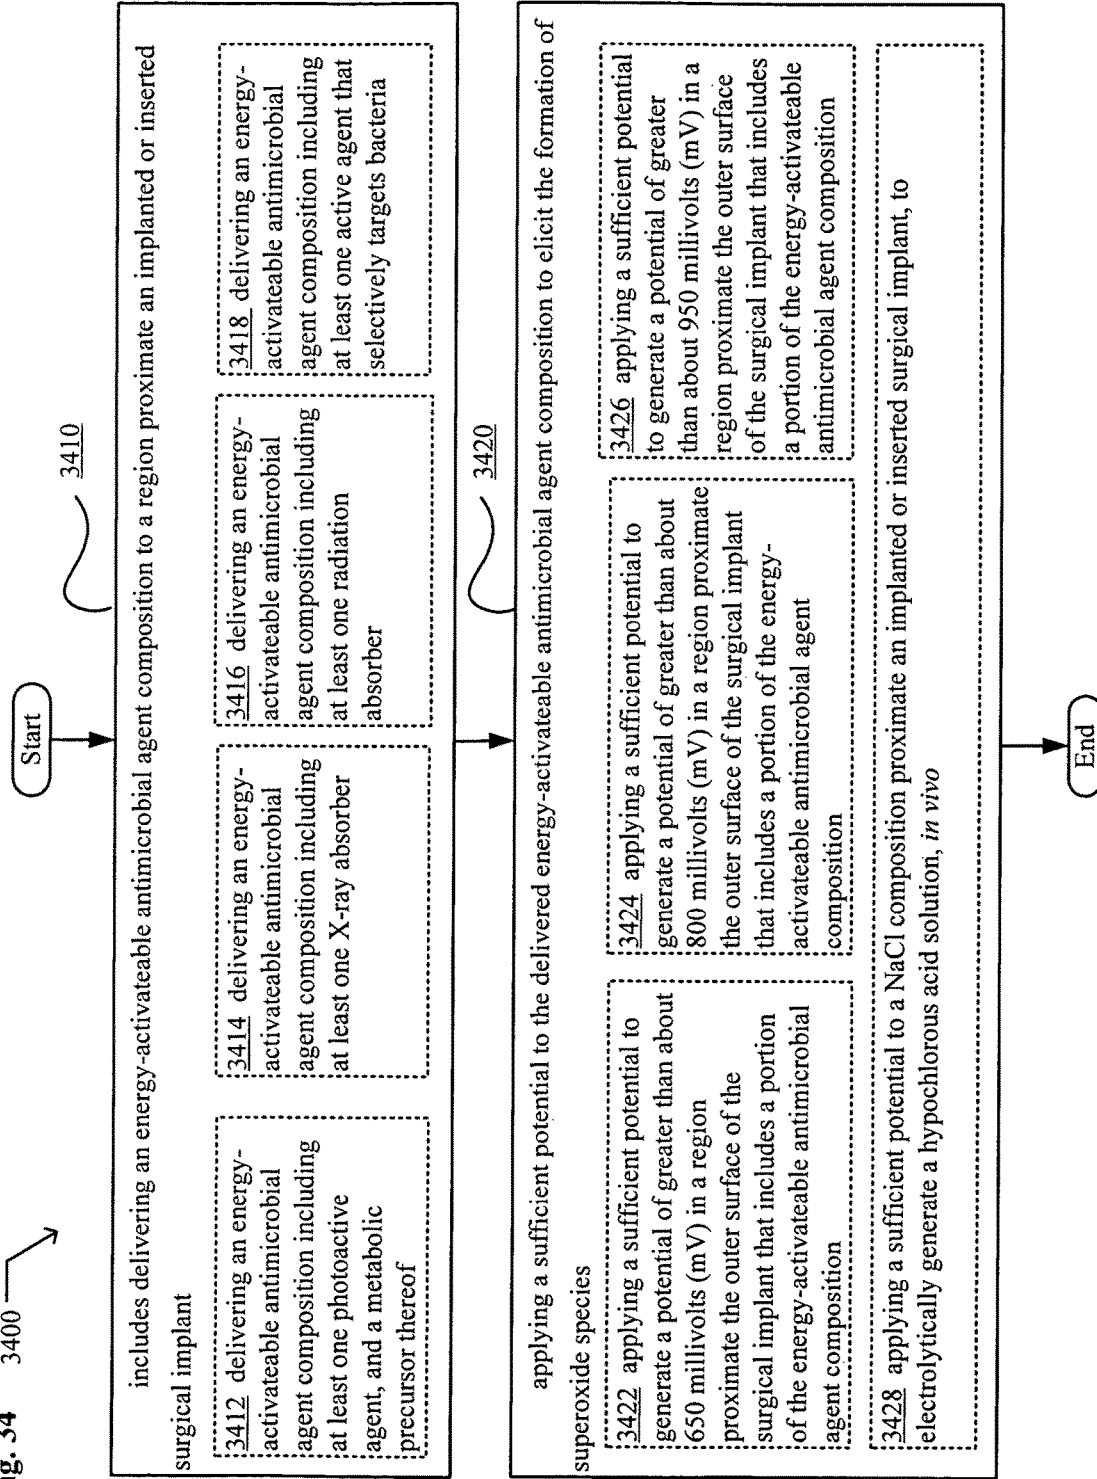 Fig. 34
3400
Start
3410
includes delivering an energy-activateable antimicrobial agent composition to a region proximate an implanted or inserted
surgical implant
3412 delivering an energy-
activateable antimicrobial
agent composition including
at least one photoactive
agent, and a metabolic
precursor thereof
3414 delivering an energy-
activateable antimicrobial
agent composition including
at least one X-ray absorber
3416 delivering an energy-
activateable antimicrobial
agent composition including
at least one radiation
absorber
3418 delivering an energy-
activateable antimicrobial
agent composition including
at least one active agent that
selectively targets bacteria
3420
applying a sufficient potential to the delivered energy-activateable antimicrobial agent composition to elicit the formation of
superoxide species
3422 applying a sufficient potential to
generate a potential of greater than about
650 millivolts (mV) in a region
proximate the outer surface of the
surgical implant that includes a portion
of the energy-activateable antimicrobial
agent composition
3424 applying a sufficient potential to
generate a potential of greater than about
800 millivolts (mV) in a region proximate
the outer surface of the surgical implant
that includes a portion of the energy-
activateable antimicrobial agent
composition
3426 applying a sufficient potential
to generate a potential of greater
than about 950 millivolts (mV) in a
region proximate the outer surface
of the surgical implant that includes
a portion of the energy-activateable
antimicrobial agent composition
3428 applying a sufficient potential to a NaCl composition proximate an implanted or inserted surgical implant, to
electrolytically generate a hypochlorous acid solution, in vivo
End